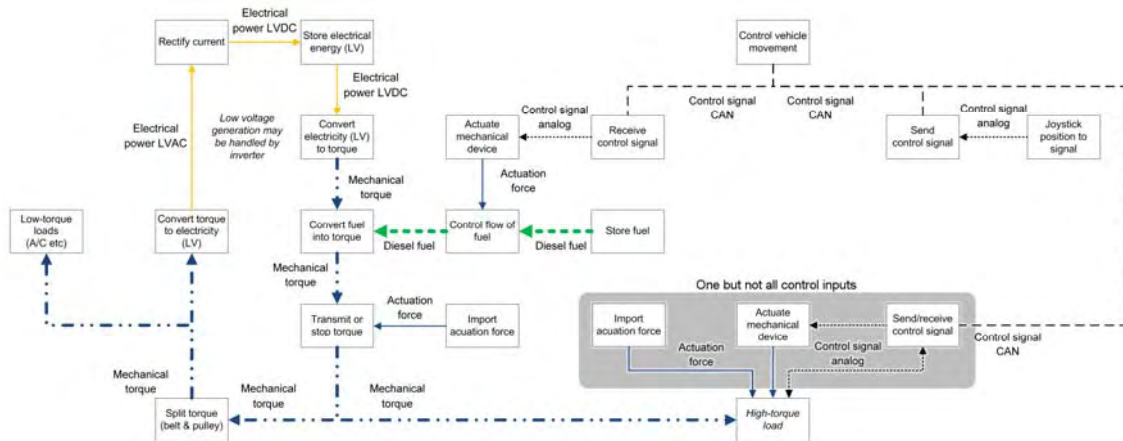 Electrical
power LVDC
Rectify current
Store electrical
energy (LV)
Control vehicle
movement
Electrical
power LVDC
Control signal
CAN
Control signal
CAN
Electrical
power LVAC
Low voltage
generation may
be handled by
inverter
Convert
electricity (LV)
to torque
Actuate
mechanical
device
Control signal
analog
Receive
control signal
Send
control signal
Control signal
analog
Joystick
position to
signal
Mechanical
torque
Actuation
force
Low-torque
loads
(A/C etc)
Convert torque
to electricity
(LV)
Convert fuel
into torque
Diesel fuel
Control flow of
fuel
Diesel fuel
Store fuel
Mechanical
torque
One but not all control inputs
Transmit or
stop torque
Actuation
force
Import
acuation force
Import
acuation force
Actuate
mechanical
device
Send/receive
control signal
Control signal
CAN
Actuation
force
Control signal
analog
Mechanical
torque
Mechanical
torque
Mechanical
torque
Split torque
(belt & pulley)
High-torque
load